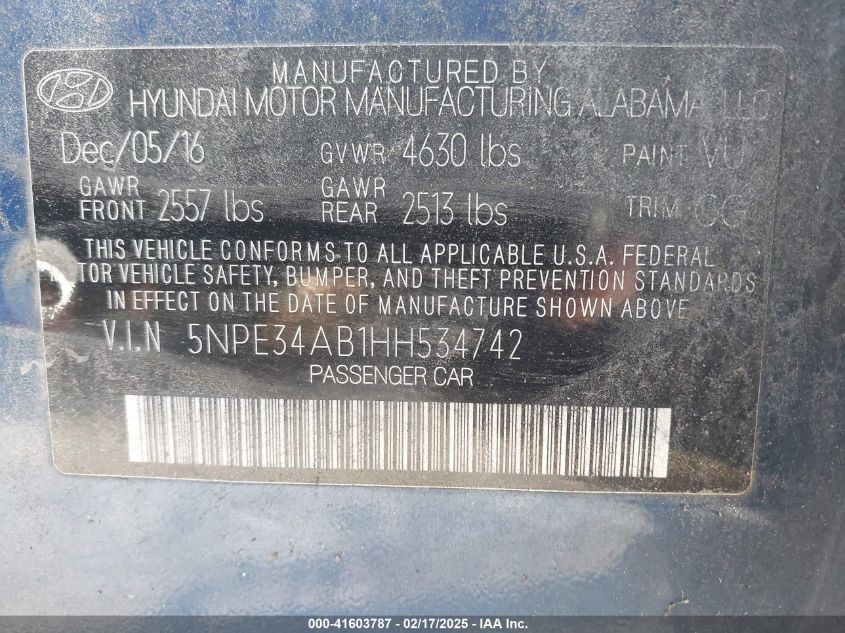 MANUFACTURED BY
HYUNDAI MOTOR MANUFACTURING ALABAMA, LLC
Dec/05/16 GVWR 4630 lbs PAINT VU
GAWR FRONT 2557 lbs GAWR REAR 2513 lbs TRIM
THIS VEHICLE CONFORMS TO ALL APPLICABLE U.S.A. FEDERAL
TOR VEHICLE SAFETY, BUMPER, AND THEFT PREVENTION STANDARDS
IN EFFECT ON THE DATE OF MANUFACTURE SHOWN ABOVE
V.I.N 5NPE34AB1HH534742
PASSENGER CAR
000-41603787 - 02/17/2025 - IAA Inc.